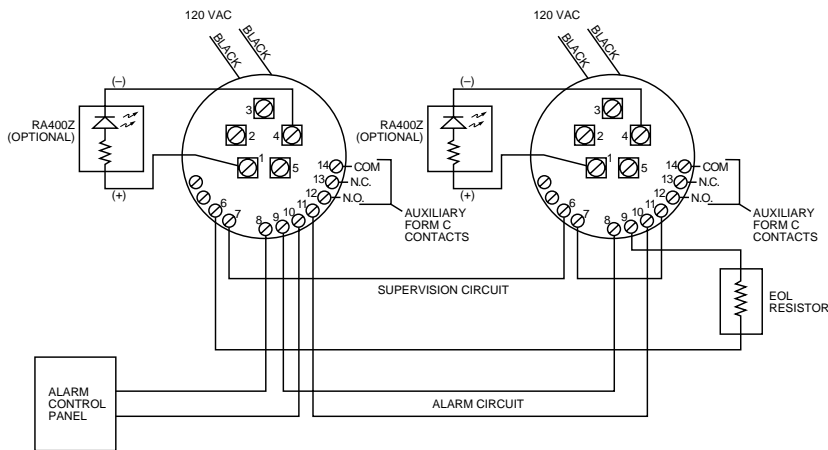 120 VAC
BLACK
BLACK
(–)
RA400Z
(OPTIONAL)
(+)
3
2
4
1
5
14
COM
13
N.C.
12
N.O.
11
10
9
8
7
6
AUXILIARY
FORM C
CONTACTS
120 VAC
BLACK
BLACK
(–)
RA400Z
(OPTIONAL)
(+)
3
2
4
1
5
14
COM
13
N.C.
12
N.O.
11
10
9
8
7
6
AUXILIARY
FORM C
CONTACTS
SUPERVISION CIRCUIT
EOL
RESISTOR
ALARM
CONTROL
PANEL
ALARM CIRCUIT